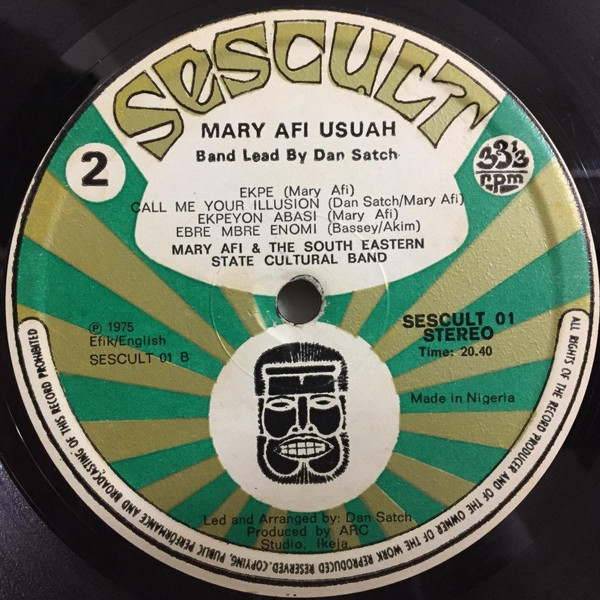 SESCULT
MARY AFI USUAH
Band Lead By Dan Satch
2
33 1/3
rpm
EKPE (Mary Afi)
CALL ME YOUR ILLUSION (Dan Satch/Mary Afi)
EKPEYON ABASI (Mary Afi)
EBRE MBRE ENOMI (Bassey/Akim)
MARY AFI & THE SOUTH EASTERN
STATE CULTURAL BAND
℗ 1975
Efik/English
SESCULT 01 B
SESCULT 01
STEREO
Time: 20.40
Made in Nigeria
Led and Arranged by: Dan Satch
Produced by ARC
Studio, Ikeja.
ALL RIGHTS OF THE RECORD PRODUCER AND OF THE OWNER OF THE WORK REPRODUCED RESERVED. COPYING, PUBLIC PERFORMANCE AND BROADCASTING OF THIS RECORD PROHIBITED